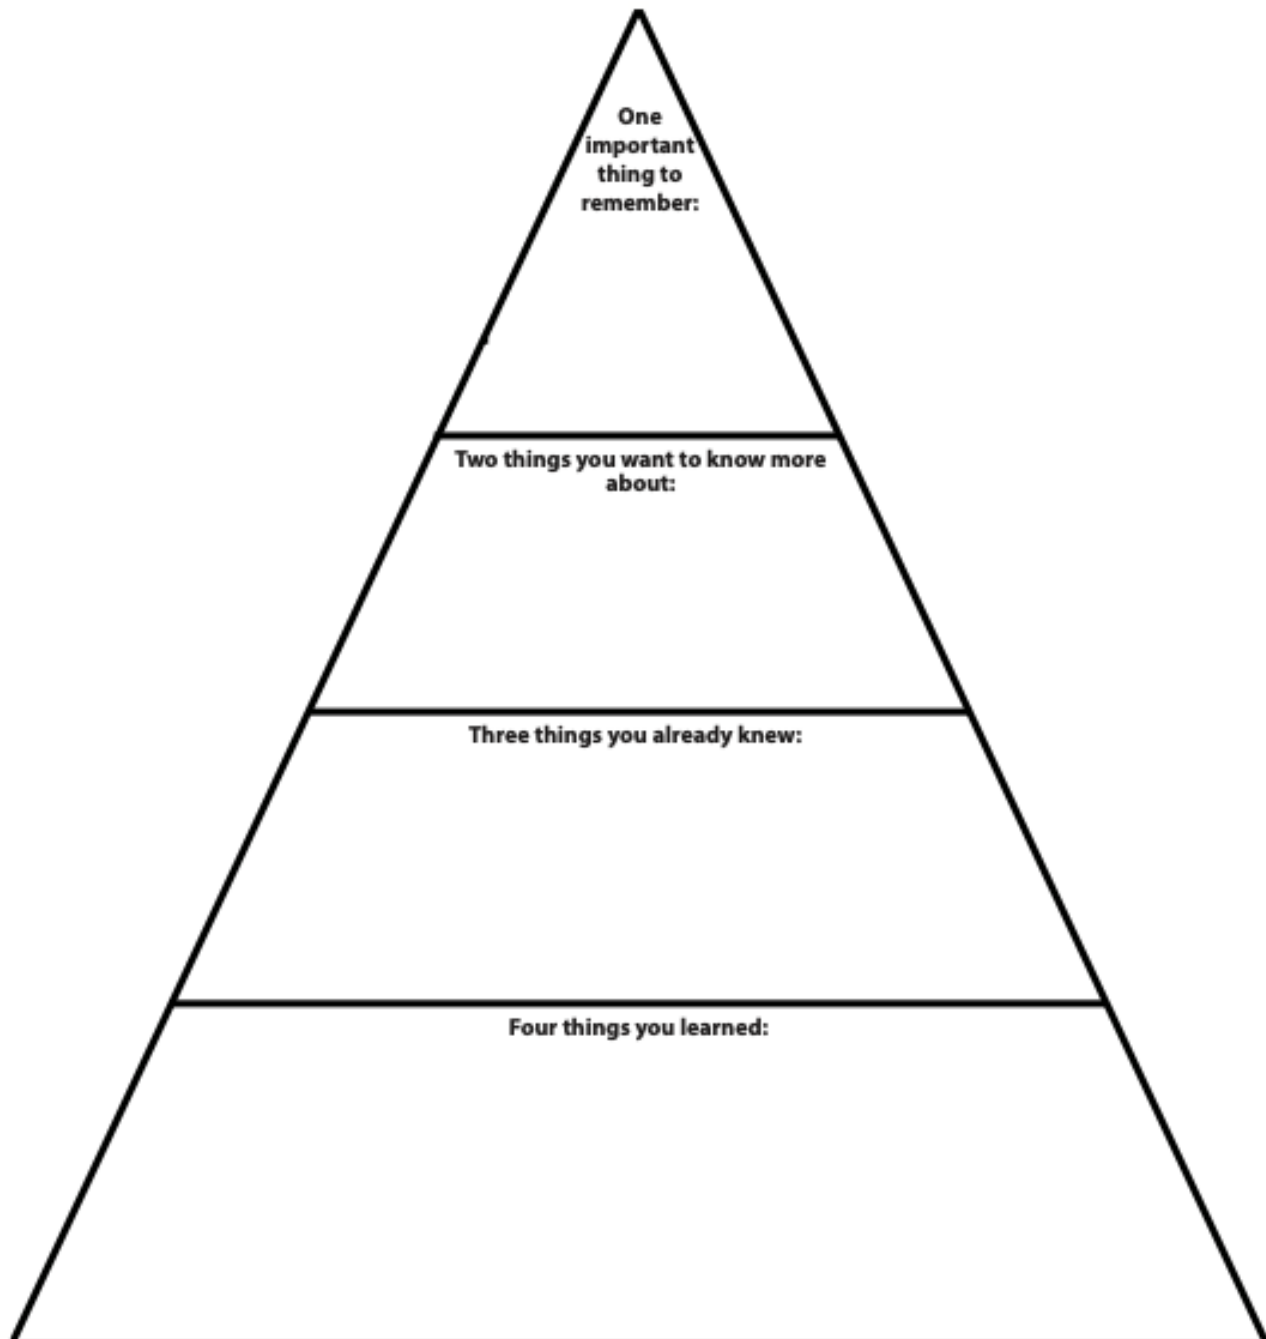 One
important
thing to
remember:
Two things you want to know more
about:
Three things you already knew:
Four things you learned: